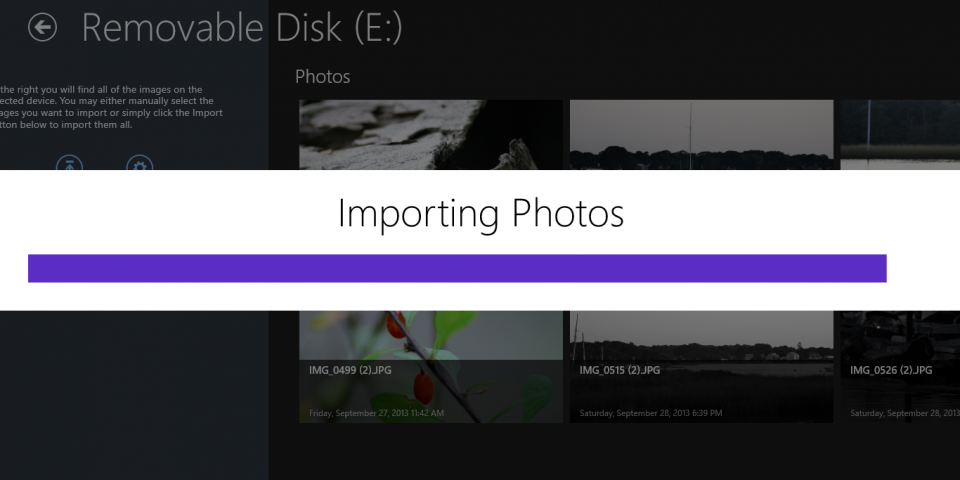 Removable Disk (E:)
the right you will find all of the images on the
ected device. You may either manually select the
ages you want to import or simply click the Import
tton below to import them all.
Photos
Importing Photos
IMG_0499 (2).JPG
Friday, September 27, 2013 11:42 AM
IMG_0515 (2).JPG
Saturday, September 28, 2013 6:39 PM
IMG_0526 (2).JPG
Saturday, September 28, 2013